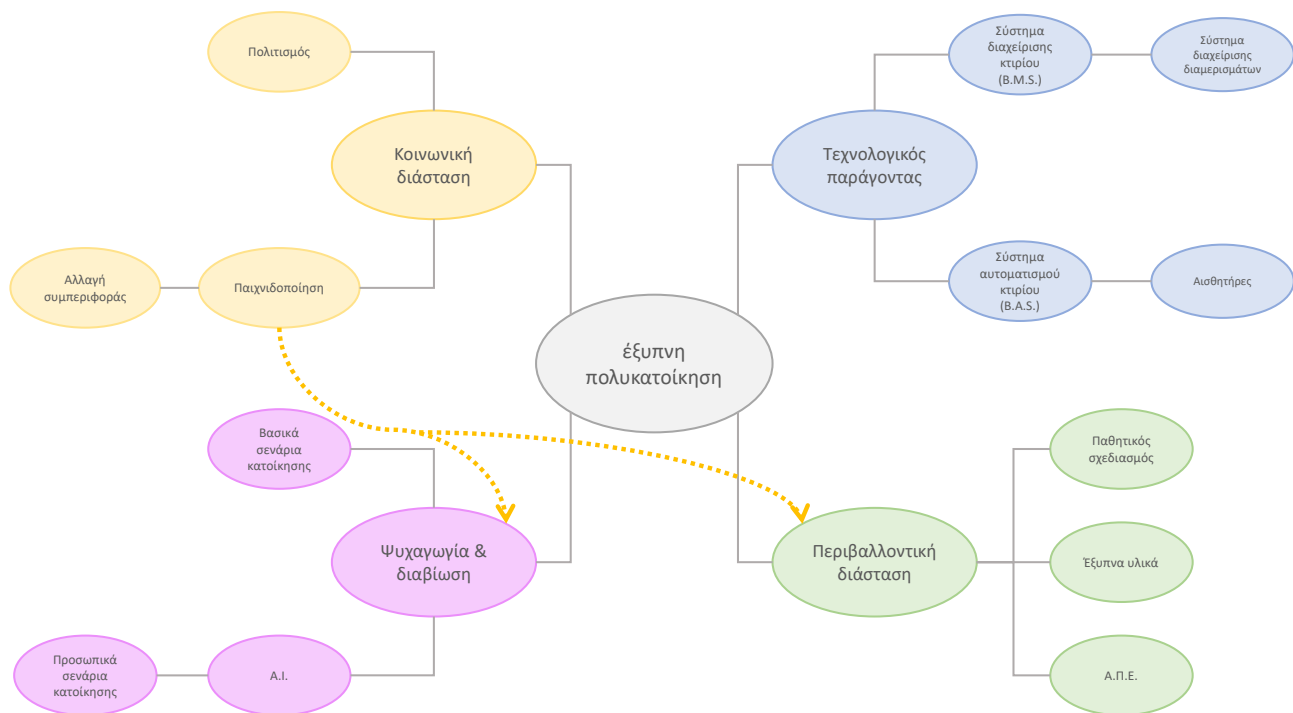 Πολιτισμός
Σύστημα
διαχείρισης
κτιρίου
(B.M.S.)
Σύστημα
διαχείρισης
διαμερισμάτων
Κοινωνική
διάσταση
Τεχνολογικός
παράγοντας
Αλλαγή
συμπεριφοράς
Παιχνιδοποίηση
Σύστημα
αυτοματισμού
κτιρίου
(B.A.S.)
Αισθητήρες
έξυπνη
πολυκατοίκηση
Βασικά
σενάρια
κατοίκησης
Παθητικός
σχεδιασμός
Ψυχαγωγία &
διαβίωση
Περιβαλλοντική
διάσταση
Έξυπνα υλικά
Προσωπικά
σενάρια
κατοίκησης
A.I.
Α.Π.Ε.